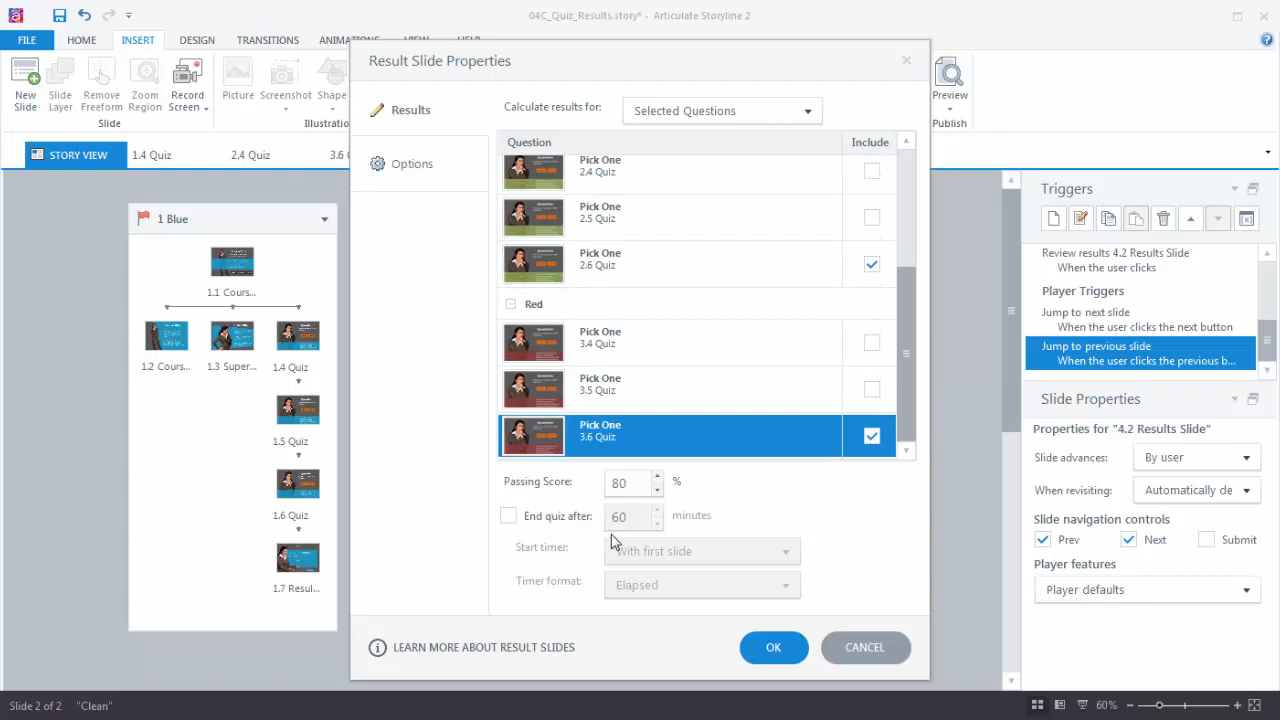 04C_Quiz_Results.story* - Articulate Storyline 2
FILE
HOME
INSERT
DESIGN
TRANSITIONS
VIEW
HELP
New Slide
Slide Layer
Remove Freeform
Zoom Region
Record Screen
Picture
Screenshot
Shape
Preview
Slide
Publish
STORY VIEW
1.4 Quiz
2.4 Quiz
1 Blue
1.1 Cours...
1.2 Cours...
1.3 Super...
1.4 Quiz
1.5 Quiz
1.6 Quiz
1.7 Resul...
Result Slide Properties
Results
Options
Calculate results for:
Selected Questions
Question
Include
Pick One
2.4 Quiz
Pick One
2.5 Quiz
Pick One
2.6 Quiz
Red
Pick One
3.4 Quiz
Pick One
3.5 Quiz
Pick One
3.6 Quiz
Passing Score:
80
%
End quiz after:
60
minutes
Start timer:
With first slide
Timer format:
Elapsed
LEARN MORE ABOUT RESULT SLIDES
OK
CANCEL
Triggers
Review results 4.2 Results Slide
When the user clicks
Player Triggers
Jump to next slide
When the user clicks the next button
Jump to previous slide
When the user clicks the previous b...
Slide Properties
Properties for "4.2 Results Slide"
Slide advances:
By user
When revisiting:
Automatically de
Slide navigation controls
Prev
Next
Submit
Player features
Player defaults
Slide 2 of 2
"Clean"
60%